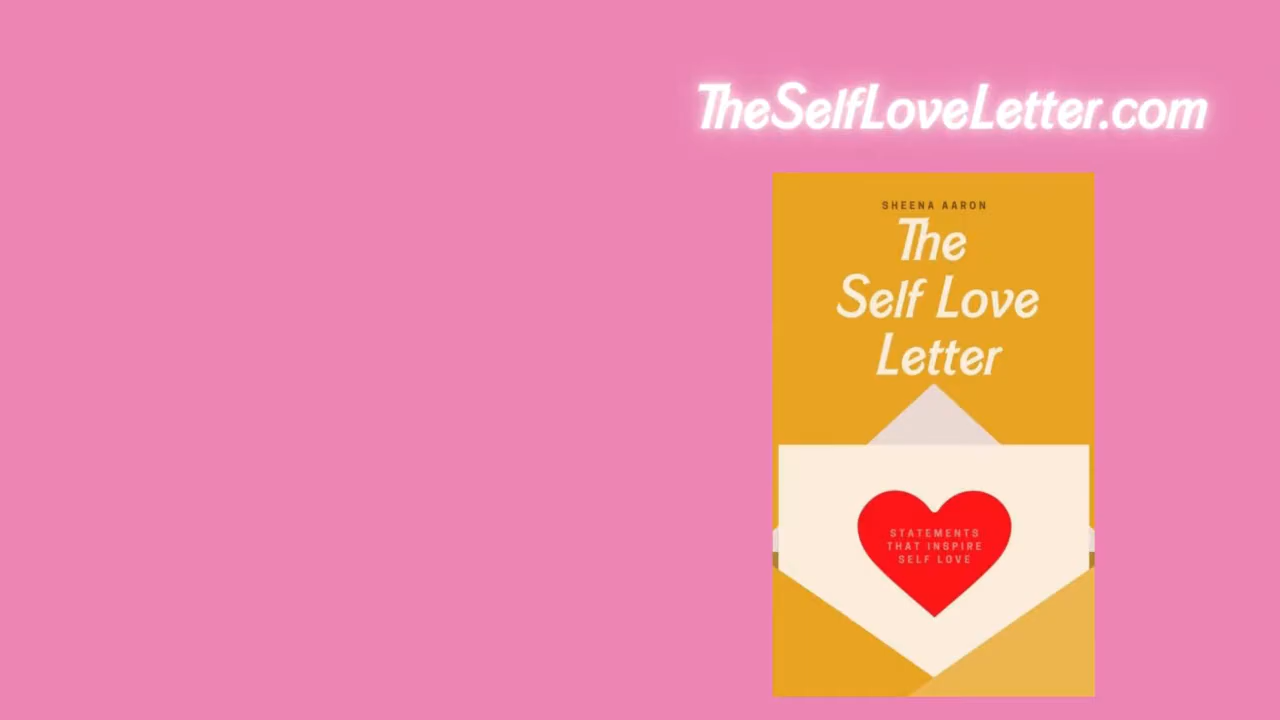 TheSelfLoveLetter.com
SHEENA AARON
The
Self Love
Letter
STATEMENTS
THAT INSPIRE
SELF LOVE